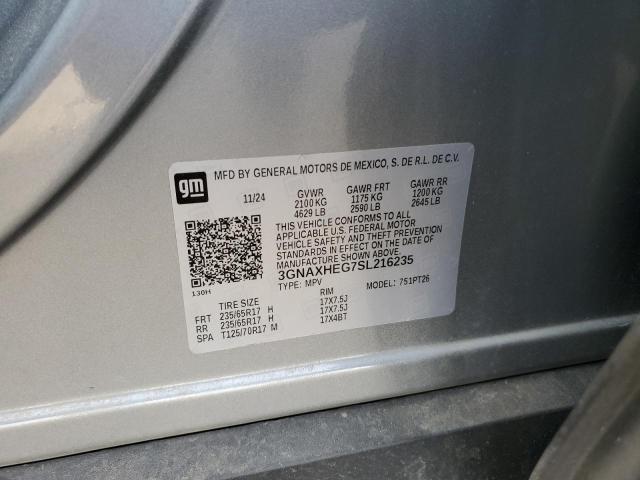 gm
MFD BY GENERAL MOTORS DE MEXICO, S. DE R.L. DE C.V.
11/24 GVWR GAWR FRT GAWR RR
2100 KG 1175 KG 1200 KG
4629 LB 2590 LB 2645 LB
THIS VEHICLE CONFORMS TO ALL
APPLICABLE U.S. FEDERAL MOTOR
VEHICLE SAFETY AND THEFT PREVENTION
STANDARDS IN EFFECT ON THE DATE OF
MANUFACTURE SHOWN ABOVE.
3GNAXHEG7SL216235
TYPE: MPV MODEL: 751PT26
130H
TIRE SIZE RIM
FRT 235/65R17 H 17X7.5J
RR 235/65R17 H 17X7.5J
SPA T125/70R17 M 17X4BT